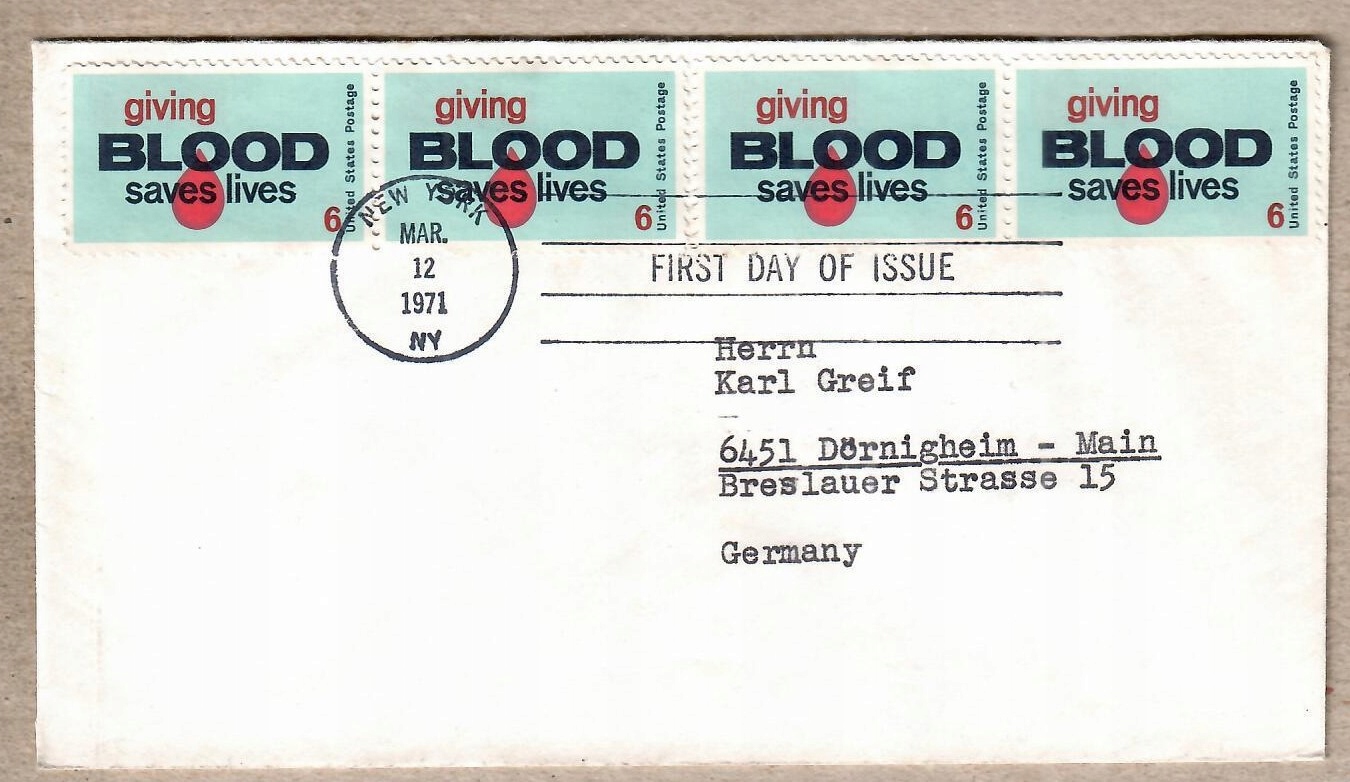 giving
BLOOD
saves lives
6
United States Postage
giving
BLOOD
saves lives
6
United States Postage
giving
BLOOD
saves lives
6
United States Postage
giving
BLOOD
saves lives
6
United States Postage
NEW YORK
MAR.
12
1971
NY
FIRST DAY OF ISSUE
Herrn
Karl Greif
6451 Dörnigheim - Main
Breslauer Strasse 15
Germany